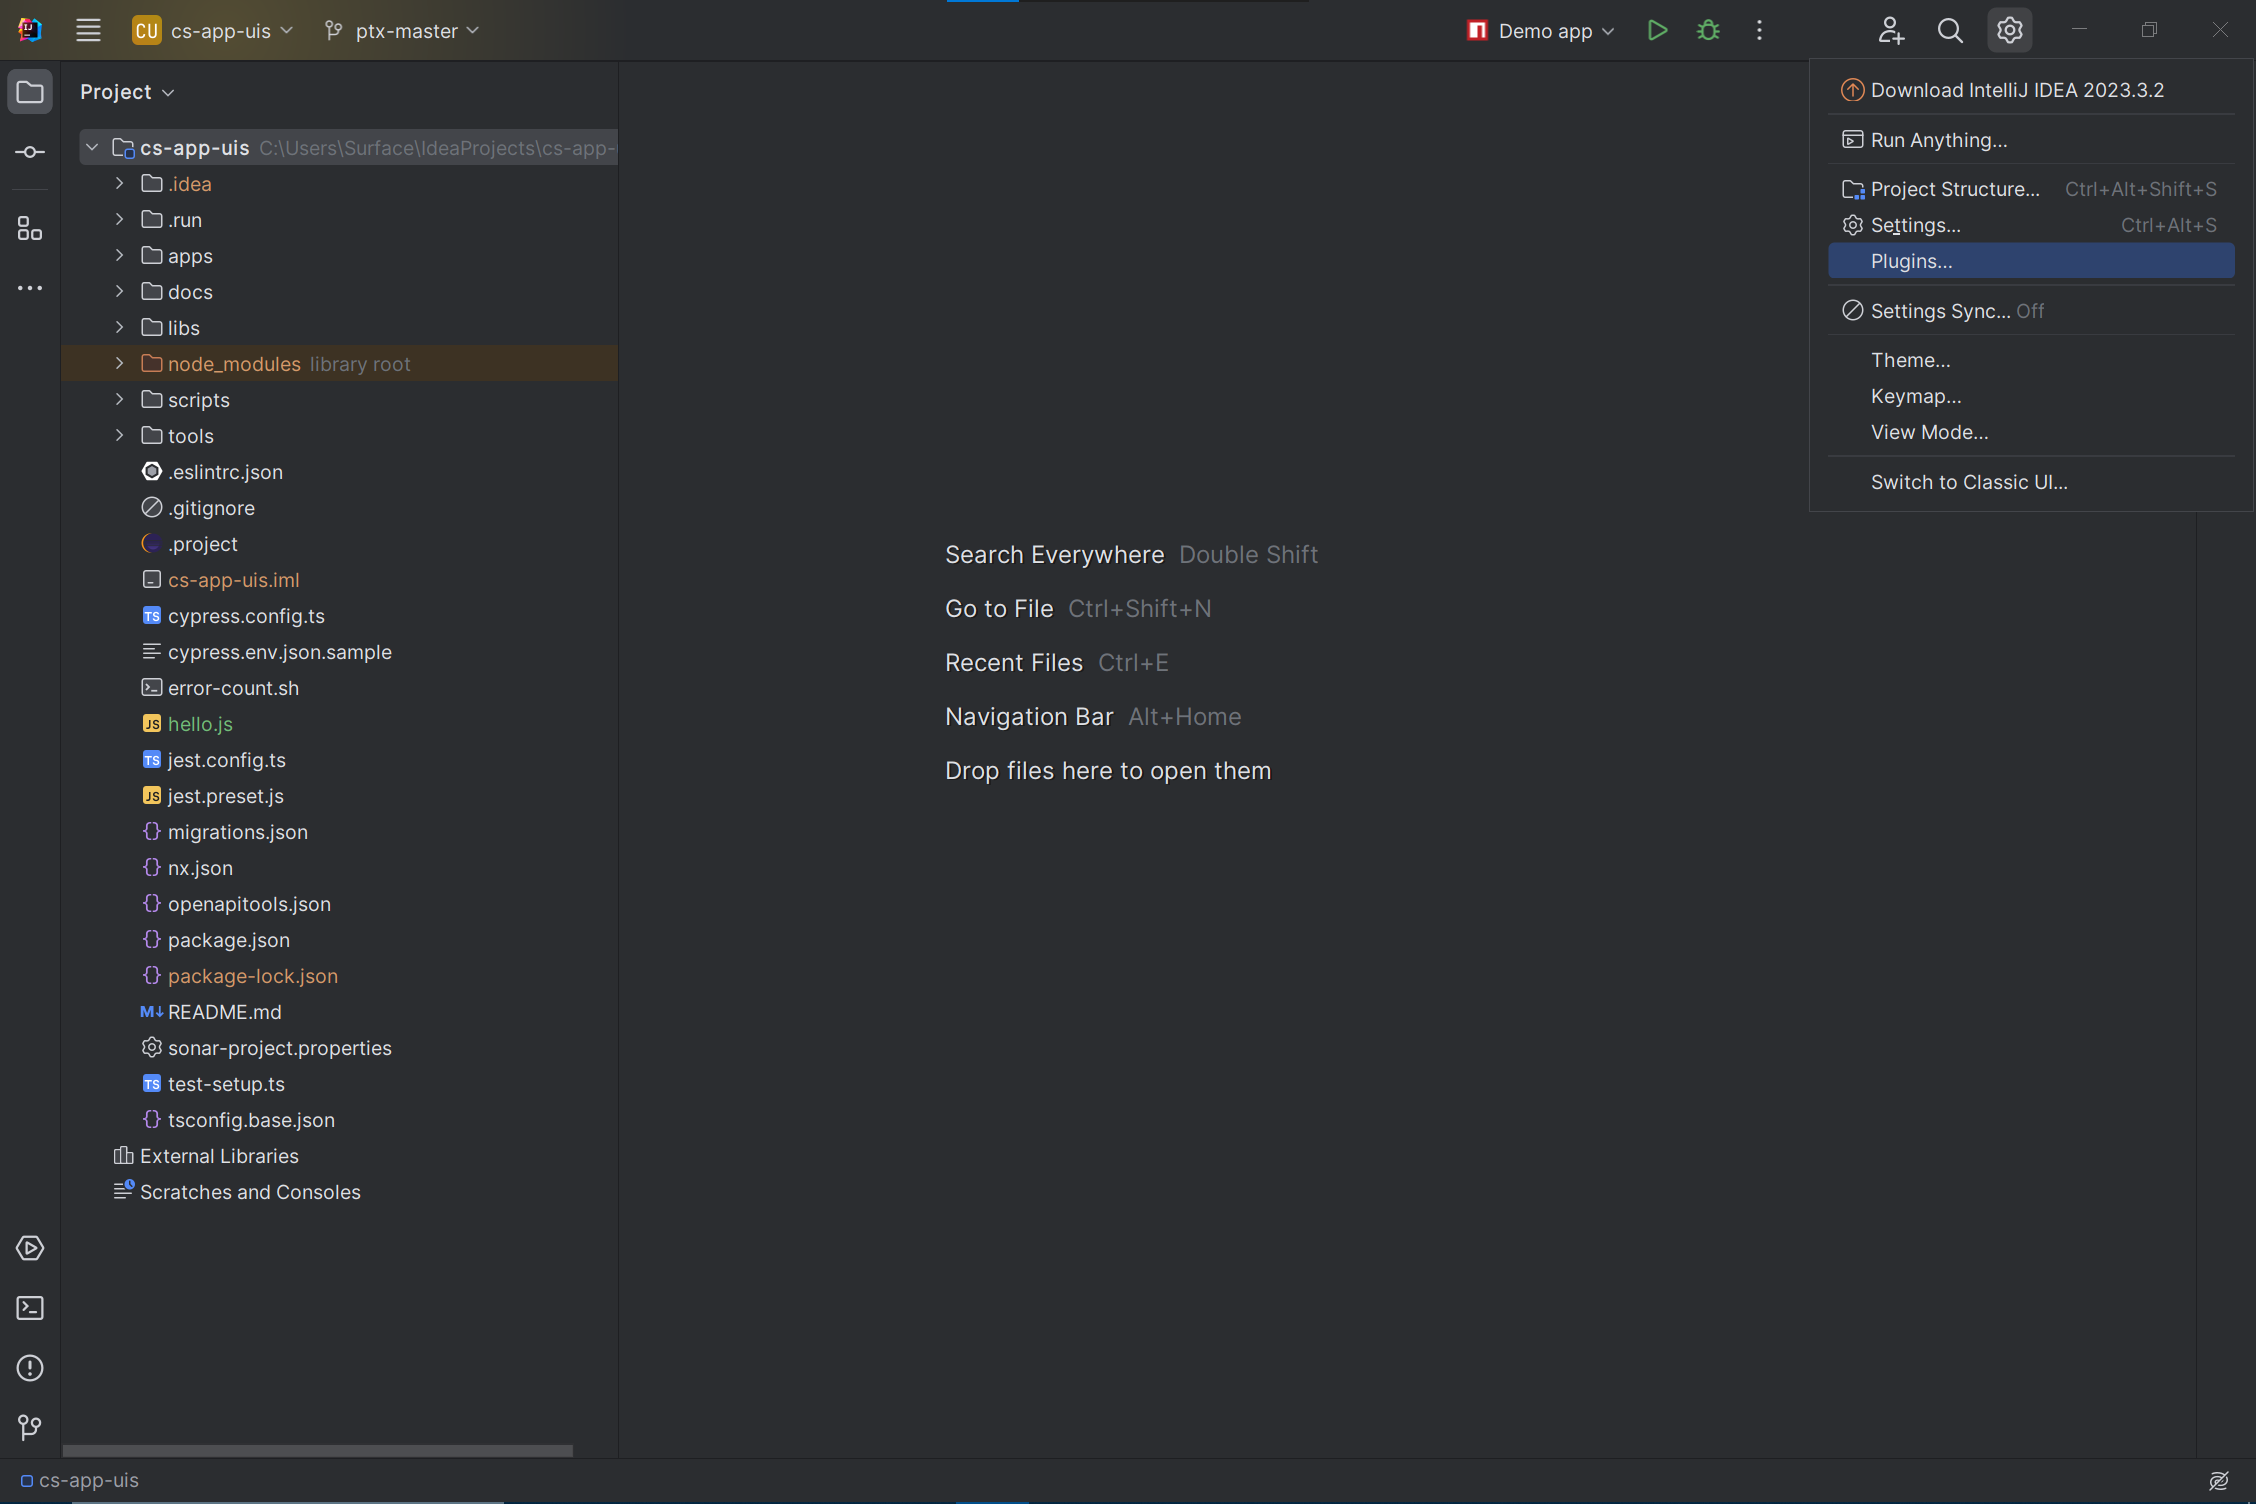 CU cs-app-uis ptx-master Demo app
Project
cs-app-uis C:\Users\Surface\IdeaProjects\cs-app-
.idea
.run
apps
docs
libs
node_modules library root
scripts
tools
.eslintrc.json
.gitignore
.project
cs-app-uis.iml
TS cypress.config.ts
cypress.env.json.sample
error-count.sh
JS hello.js
TS jest.config.ts
JS jest.preset.js
migrations.json
nx.json
openapitools.json
package.json
package-lock.json
M↓ README.md
sonar-project.properties
TS test-setup.ts
tsconfig.base.json
External Libraries
Scratches and Consoles
Search Everywhere Double Shift
Go to File Ctrl+Shift+N
Recent Files Ctrl+E
Navigation Bar Alt+Home
Drop files here to open them
Download IntelliJ IDEA 2023.3.2
Run Anything...
Project Structure... Ctrl+Alt+Shift+S
Settings... Ctrl+Alt+S
Plugins...
Settings Sync... Off
Theme...
Keymap...
View Mode...
Switch to Classic UI...
cs-app-uis